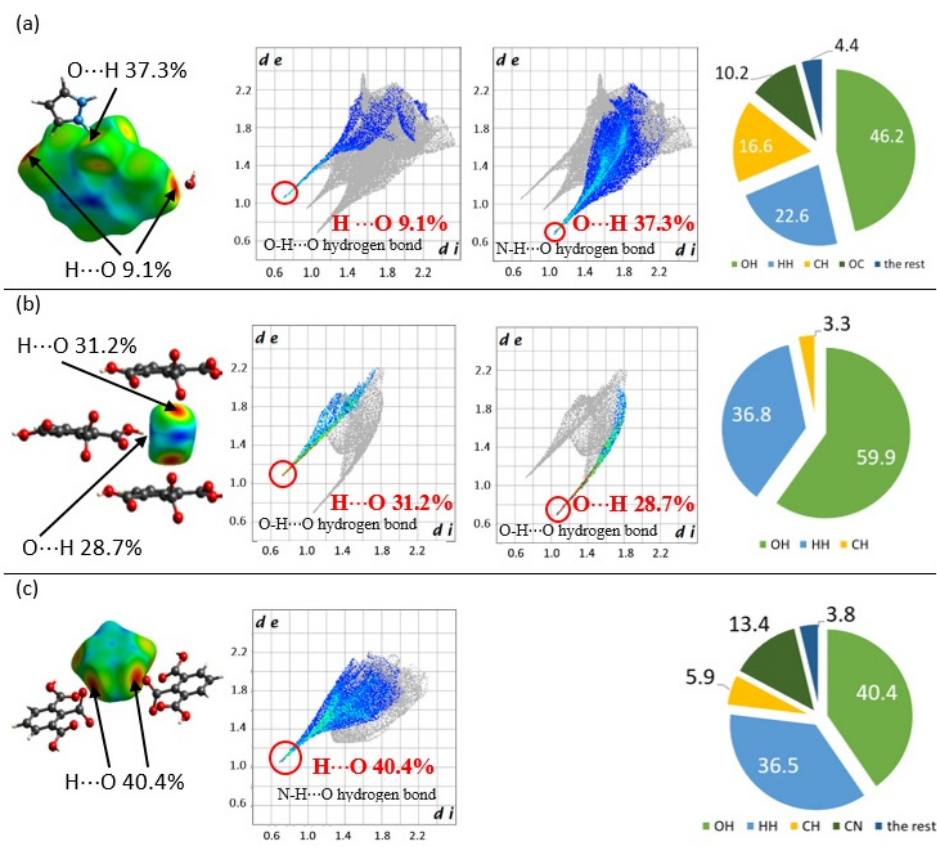 (a)
O···H 37.3%
H···O 9.1%
d e
2.2
1.8
1.4
1.0
0.6
H ···O 9.1%
O-H···O hydrogen bond
d i
0.6 1.0 1.4 1.8 2.2
d e
2.2
1.8
1.4
1.0
0.6
O···H 37.3%
N-H···O hydrogen bond
d i
0.6 1.0 1.4 1.8 2.2
4.4
10.2
46.2
16.6
22.6
OH HH CH OC the rest
(b)
H···O 31.2%
O···H 28.7%
d e
2.2
1.8
1.4
1.0
0.6
H···O 31.2%
O-H···O hydrogen bond
d i
0.6 1.0 1.4 1.8 2.2
d e
2.2
1.8
1.4
1.0
0.6
O···H 28.7%
O-H···O hydrogen bond
d i
0.6 1.0 1.4 1.8 2.2
3.3
36.8
59.9
OH HH CH
(c)
H···O 40.4%
d e
2.2
1.8
1.4
1.0
0.6
H···O 40.4%
N-H···O hydrogen bond
d i
0.6 1.0 1.4 1.8 2.2
3.8
13.4
5.9
40.4
36.5
OH HH CH CN the rest